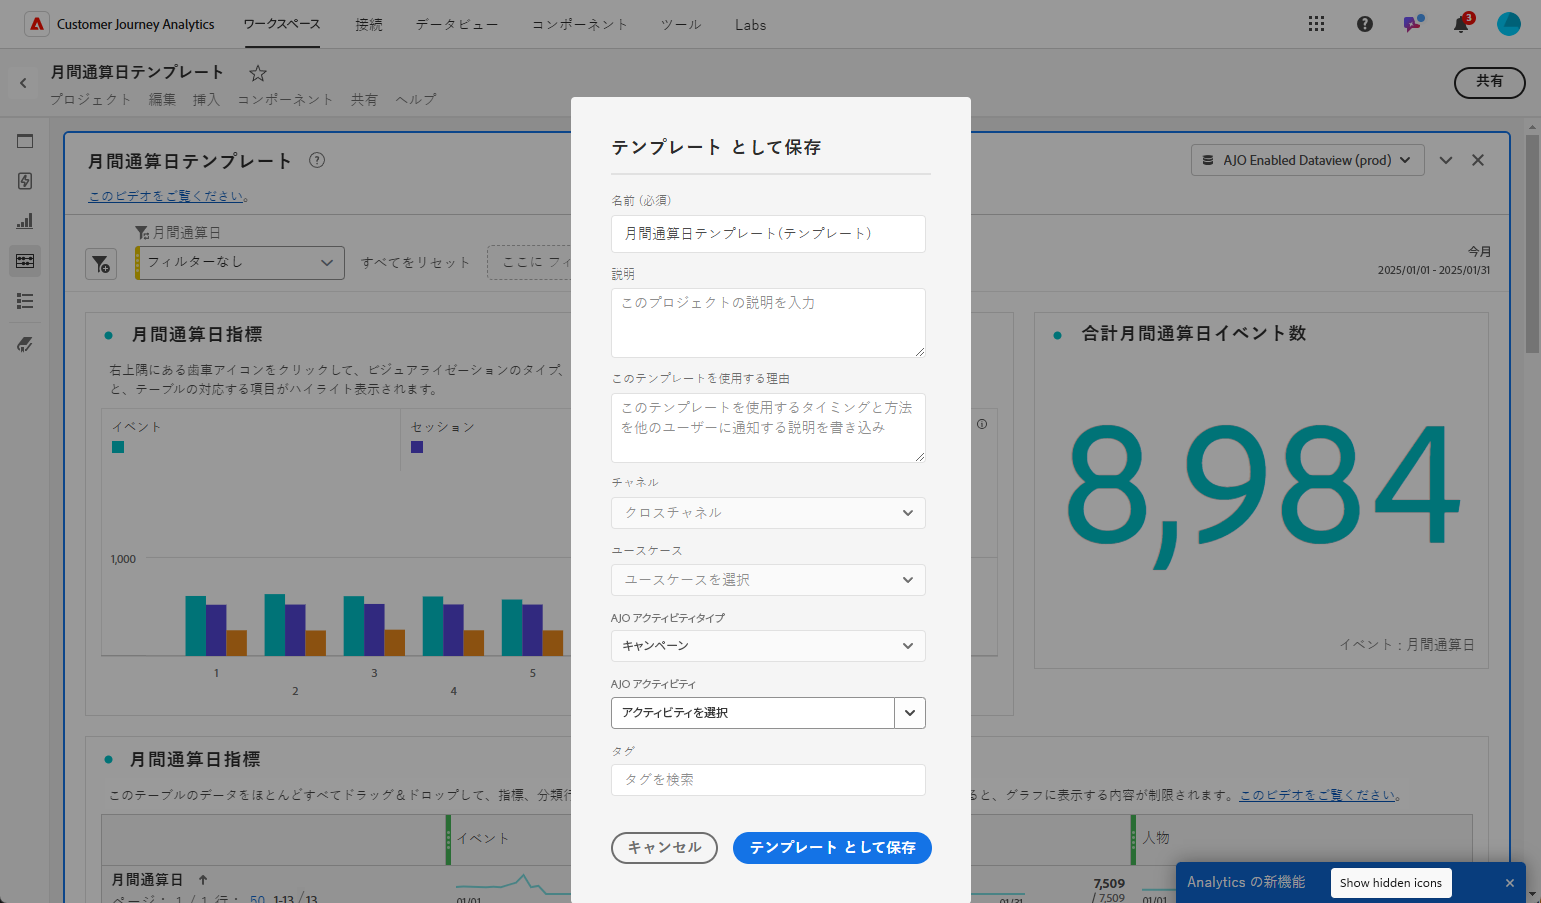 Customer Journey Analytics ワークスペース 接続 データビュー コンポーネント ツール Labs 3
月間通算日テンプレート
プロジェクト 編集 挿入 コンポーネント 共有 ヘルプ
共有
月間通算日テンプレート
このビデオをご覧ください。
AJO Enabled Dataview (prod)
月間通算日
フィルターなし
すべてをリセット
ここに フィ
今月
2025/01/01 - 2025/01/31
月間通算日指標
右上隅にある歯車アイコンをクリックして、ビジュアライゼーションのタイプ、
と、テーブルの対応する項目がハイライト表示されます。
イベント
セッション
1,000
1
2
3
4
5
合計月間通算日イベント数
8,984
イベント : 月間通算日
月間通算日指標
このテーブルのデータをほとんどすべてドラッグ＆ドロップして、指標、分類行
ると、グラフに表示する内容が制限されます。このビデオをご覧ください。
イベント
人物
月間通算日
ページ : 1 / 1 行 : 50 1-13 / 13
01/01
01/31
7,509
/ 7,509
01/01
テンプレート として保存
名前 (必須)
月間通算日テンプレート(テンプレート)
説明
このプロジェクトの説明を入力
このテンプレートを使用する理由
このテンプレートを使用するタイミングと方法
を他のユーザーに通知する説明を書き込み
チャネル
クロスチャネル
ユースケース
ユースケースを選択
AJO アクティビティタイプ
キャンペーン
AJO アクティビティ
アクティビティを選択
タグ
タグを検索
キャンセル
テンプレート として保存
Analytics の新機能
Show hidden icons